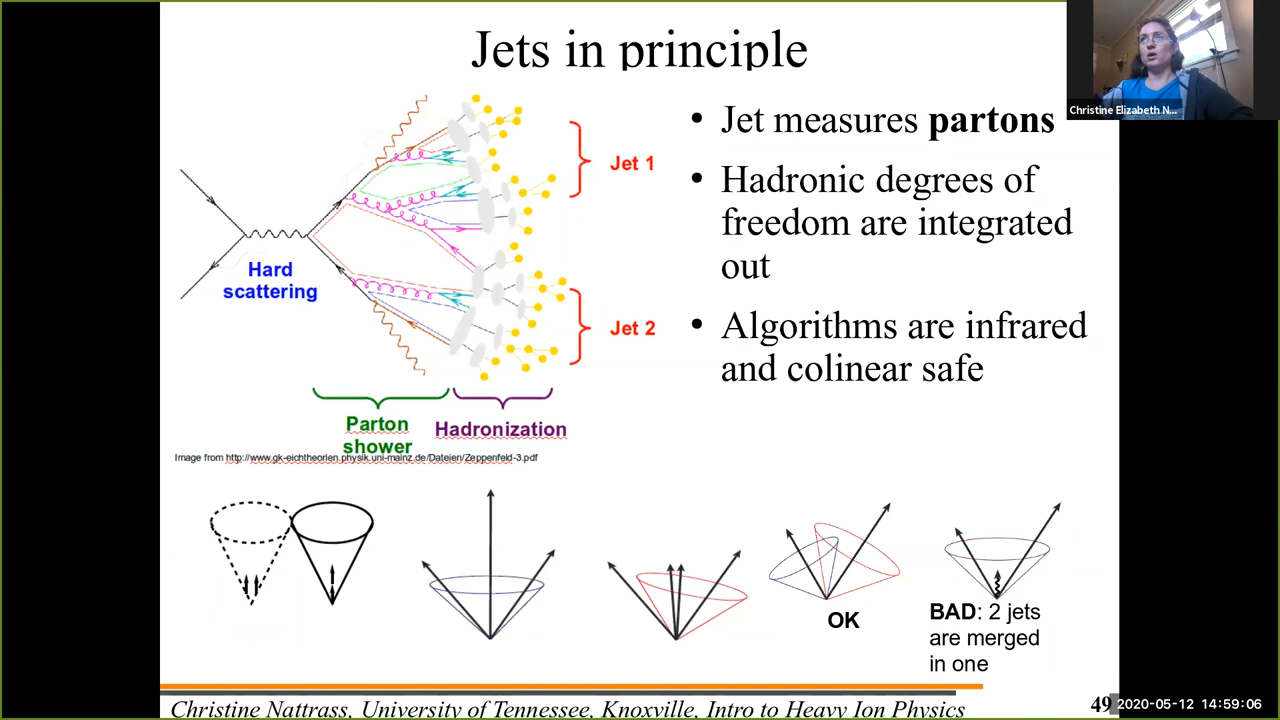 Jets in principle
Christine Elizabeth N...
Jet 1
Hard
scattering
Jet 2
Parton
shower
Hadronization
Image from http://www.gk-eichtheorien.physik.uni-mainz.de/Dateien/Zeppenfeld-3.pdf
• Jet measures partons
• Hadronic degrees of
freedom are integrated
out
• Algorithms are infrared
and colinear safe
OK
BAD: 2 jets
are merged
in one
Christine Nattrass, University of Tennessee, Knoxville, Intro to Heavy Ion Physics
49
2020-05-12 14:59:06